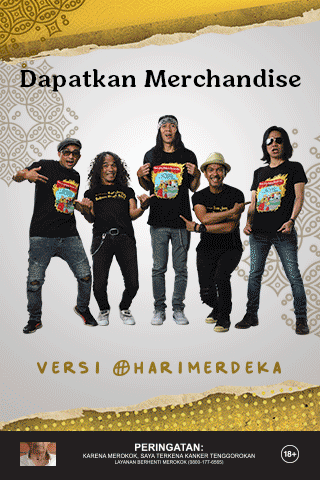 Dapatkan Merchandise
VERSI #HARIMERDEKA
PERINGATAN:
KARENA MEROKOK, SAYA TERKENA KANKER TENGGOROKAN
LAYANAN BERHENTI MEROKOK (0800-177-6565)
18+